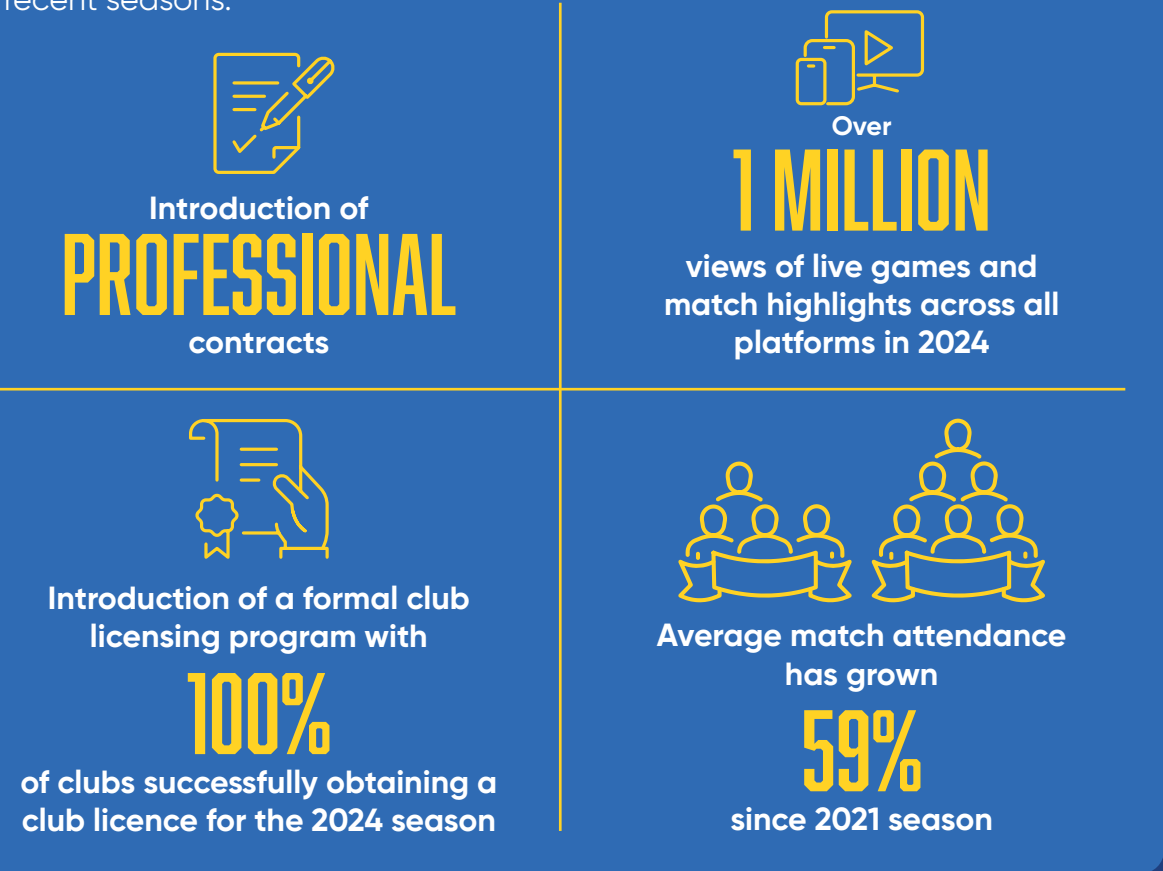 recent seasons.
Introduction of
PROFESSIONAL
contracts
Over
1 MILLION
views of live games and
match highlights across all
platforms in 2024
Introduction of a formal club
licensing program with
100%
of clubs successfully obtaining a
club licence for the 2024 season
Average match attendance
has grown
59%
since 2021 season